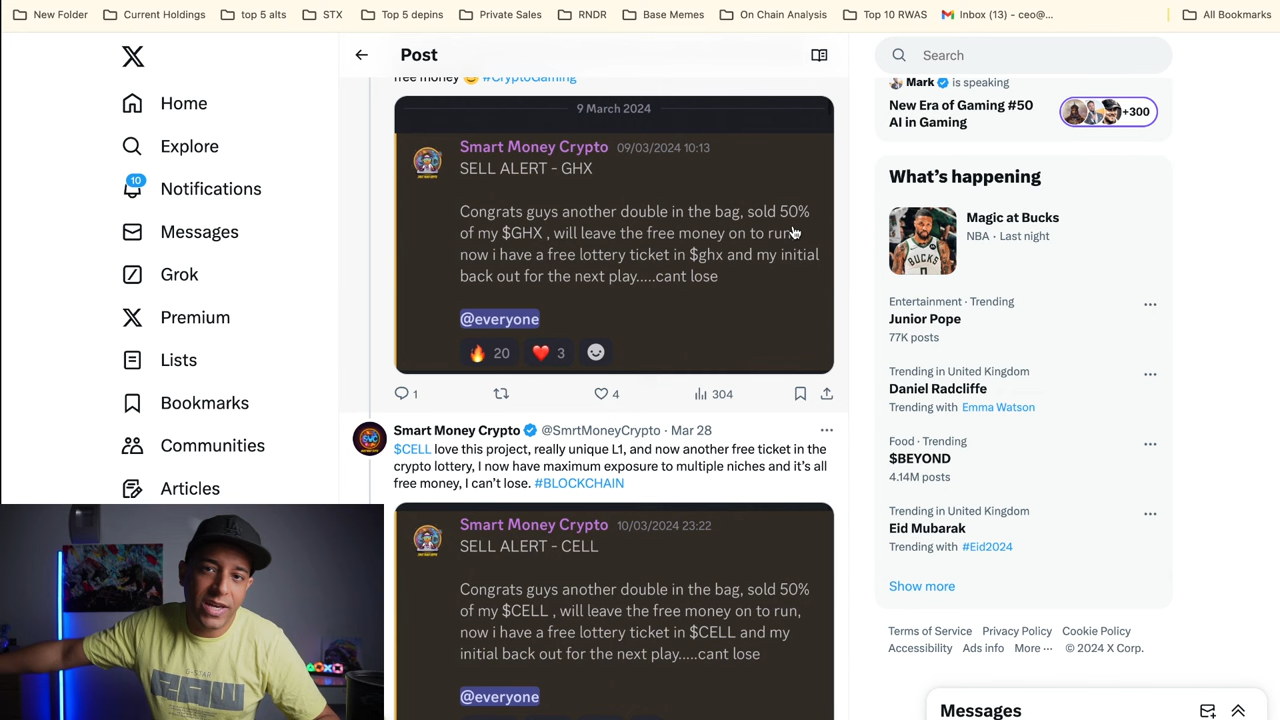 New Folder
Current Holdings
top 5 alts
STX
Top 5 depins
Private Sales
RNDR
Base Memes
On Chain Analysis
Top 10 RWAS
Inbox (13) - ceo@...
All Bookmarks
Home
Explore
10
Notifications
Messages
Grok
Premium
Lists
Bookmarks
Communities
Articles
Post
free money 😊 #CryptoGaming
9 March 2024
Smart Money Crypto 09/03/2024 10:13
SELL ALERT - GHX
Congrats guys another double in the bag, sold 50%
of my $GHX , will leave the free money on to run,
now i have a free lottery ticket in $ghx and my initial
back out for the next play.....cant lose
@everyone
🔥 20 ❤️ 3
1 4 304
Smart Money Crypto @SmrtMoneyCrypto · Mar 28
$CELL love this project, really unique L1, and now another free ticket in the
crypto lottery, I now have maximum exposure to multiple niches and it's all
free money, I can't lose. #BLOCKCHAIN
Smart Money Crypto 10/03/2024 23:22
SELL ALERT - CELL
Congrats guys another double in the bag, sold 50%
of my $CELL , will leave the free money on to run,
now i have a free lottery ticket in $CELL and my
initial back out for the next play.....cant lose
@everyone
Search
Mark is speaking
New Era of Gaming #50
AI in Gaming
+300
What's happening
Magic at Bucks
NBA · Last night
BUCKS
Entertainment · Trending
Junior Pope
77K posts
Trending in United Kingdom
Daniel Radcliffe
Trending with Emma Watson
Food · Trending
$BEYOND
4.14M posts
Trending in United Kingdom
Eid Mubarak
Trending with #Eid2024
Show more
Terms of Service Privacy Policy Cookie Policy
Accessibility Ads info More ··· © 2024 X Corp.
Messages
G-STAR
RAW